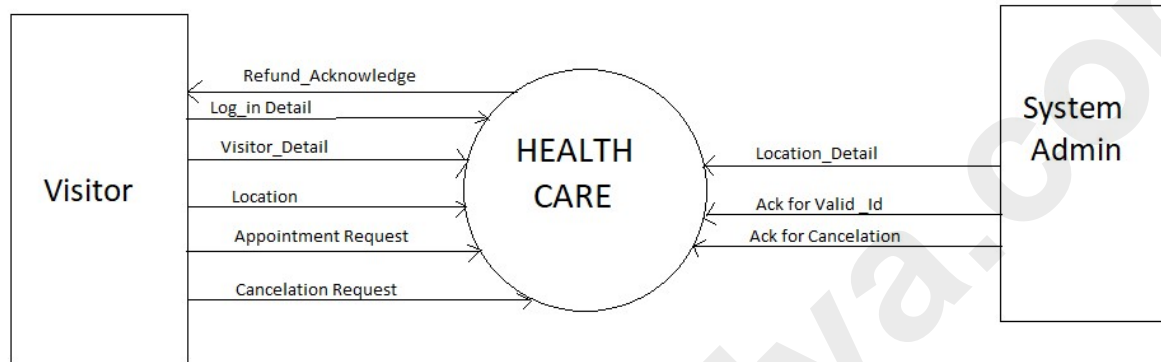 Visitor
Refund_Acknowledge
Log_in Detail
Visitor_Detail
Location
Appointment Request
Cancelation Request
HEALTH
CARE
Location_Detail
Ack for Valid _Id
Ack for Cancelation
System
Admin